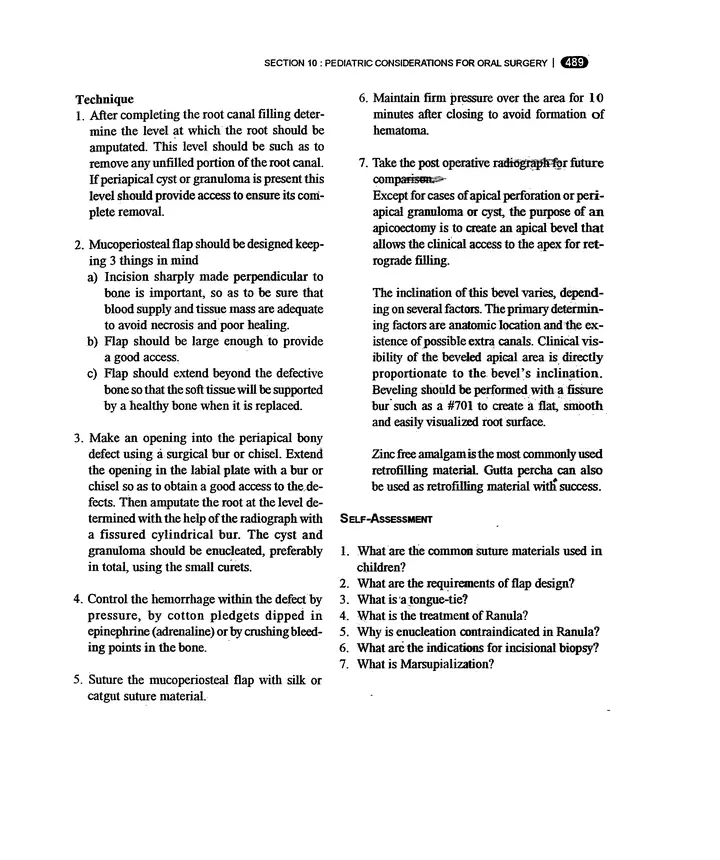 SECTION 10 : PEDIATRIC CONSIDERATIONS FOR ORAL SURGERY | 489
Technique
1. After completing the root canal filling deter-
mine the level at which the root should be
amputated. This level should be such as to
remove any unfilled portion of the root canal.
If periapical cyst or granuloma is present this
level should provide access to ensure its com-
plete removal.
2. Mucoperiosteal flap should be designed keep-
ing 3 things in mind
a) Incision sharply made perpendicular to
bone is important, so as to be sure that
blood supply and tissue mass are adequate
to avoid necrosis and poor healing.
b) Flap should be large enough to provide
a good access.
c) Flap should extend beyond the defective
bone so that the soft tissue will be supported
by a healthy bone when it is replaced.
3. Make an opening into the periapical bony
defect using a surgical bur or chisel. Extend
the opening in the labial plate with a bur or
chisel so as to obtain a good access to the de-
fects. Then amputate the root at the level de-
termined with the help of the radiograph with
a fissured cylindrical bur. The cyst and
granuloma should be enucleated, preferably
in total, using the small curets.
4. Control the hemorrhage within the defect by
pressure, by cotton pledgets dipped in
epinephrine (adrenaline) or by crushing bleed-
ing points in the bone.
5. Suture the mucoperiosteal flap with silk or
catgut suture material.
6. Maintain firm pressure over the area for 10
minutes after closing to avoid formation of
hematoma.
7. Take the post operative radiograph for future
comparison.
Except for cases of apical perforation or peri-
apical granuloma or cyst, the purpose of an
apicoectomy is to create an apical bevel that
allows the clinical access to the apex for ret-
rograde filling.
The inclination of this bevel varies, depend-
ing on several factors. The primary determin-
ing factors are anatomic location and the ex-
istence of possible extra canals. Clinical vis-
ibility of the beveled apical area is directly
proportionate to the bevel's inclination.
Beveling should be performed with a fissure
bur such as a #701 to create a flat, smooth
and easily visualized root surface.
Zinc free amalgam is the most commonly used
retrofilling material. Gutta percha can also
be used as retrofilling material with success.
SELF-ASSESSMENT
1. What are the common suture materials used in
children?
2. What are the requirements of flap design?
3. What is a tongue-tie?
4. What is the treatment of Ranula?
5. Why is enucleation contraindicated in Ranula?
6. What are the indications for incisional biopsy?
7. What is Marsupialization?